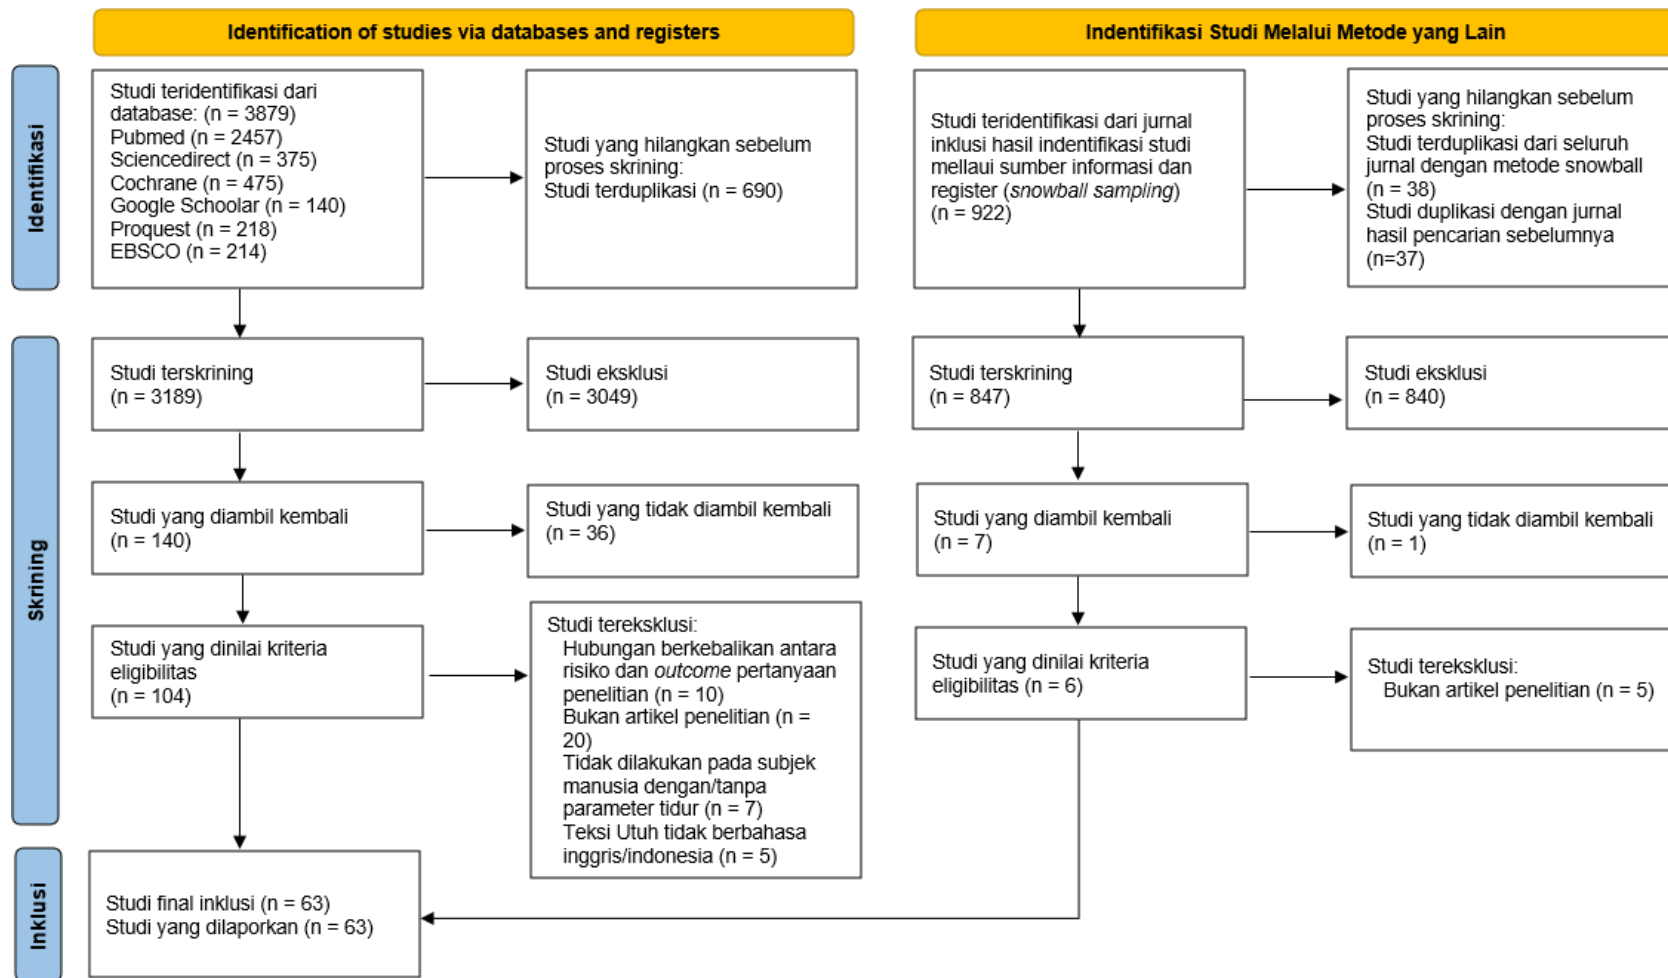 Identification of studies via databases and registers
Indentifikasi Studi Melalui Metode yang Lain
Identifikasi
Studi teridentifikasi dari
database: (n = 3879)
Pubmed = 2457)
Sciencedirect (n = 375)
Cochrane (n = 475)
Google Schoolar (n = 140)
Proquest (n = 218)
EBSCO (n = 214)
Studi yang hilangkan sebelum
proses skrining:
Studi terduplikasi (n = 690)
Studi teridentifikasi dari jurnal
inklusi hasil indentifikasi studi
mellaui sumber informasi dan
register (snowball sampling)
(n = 922)
Studi yang hilangkan sebelum
proses skrining:
Studi terduplikasi dari seluruh
jurnal dengan metode snowball
(n = 38)
Studi duplikasi dengan jurnal
hasil pencarian sebelumnya
(n=37)
Skrining
Studi terskrining
(n = 3189)
Studi eksklusi
(n = 3049)
Studi terskrining
(n = 847)
Studi eksklusi
(n = 840)
Studi yang diambil kembali
(n = 140)
Studi yang tidak diambil kembali
(n = 36)
Studi yang diambil kembali
(n = 7)
Studi yang tidak diambil kembali
(n = 1)
Studi yang dinilai kriteria
eligibilitas
(n = 104)
Studi tereksklusi:
Hubungan berkebalikan antara
risiko dan outcome pertanyaan
penelitian (n = 10)
Bukan artikel penelitian (n =
20)
Tidak dilakukan pada subjek
manusia dengan/tanpa
parameter tidur (n = 7)
Teksi Utuh tidak berbahasa
inggris/indonesia (n = 5)
Studi yang dinilai kriteria
eligibilitas (n = 6)
Studi tereksklusi:
Bukan artikel penelitian (n = 5)
Inklusi
Studi final inklusi (n = 63)
Studi yang dilaporkan (n = 63)